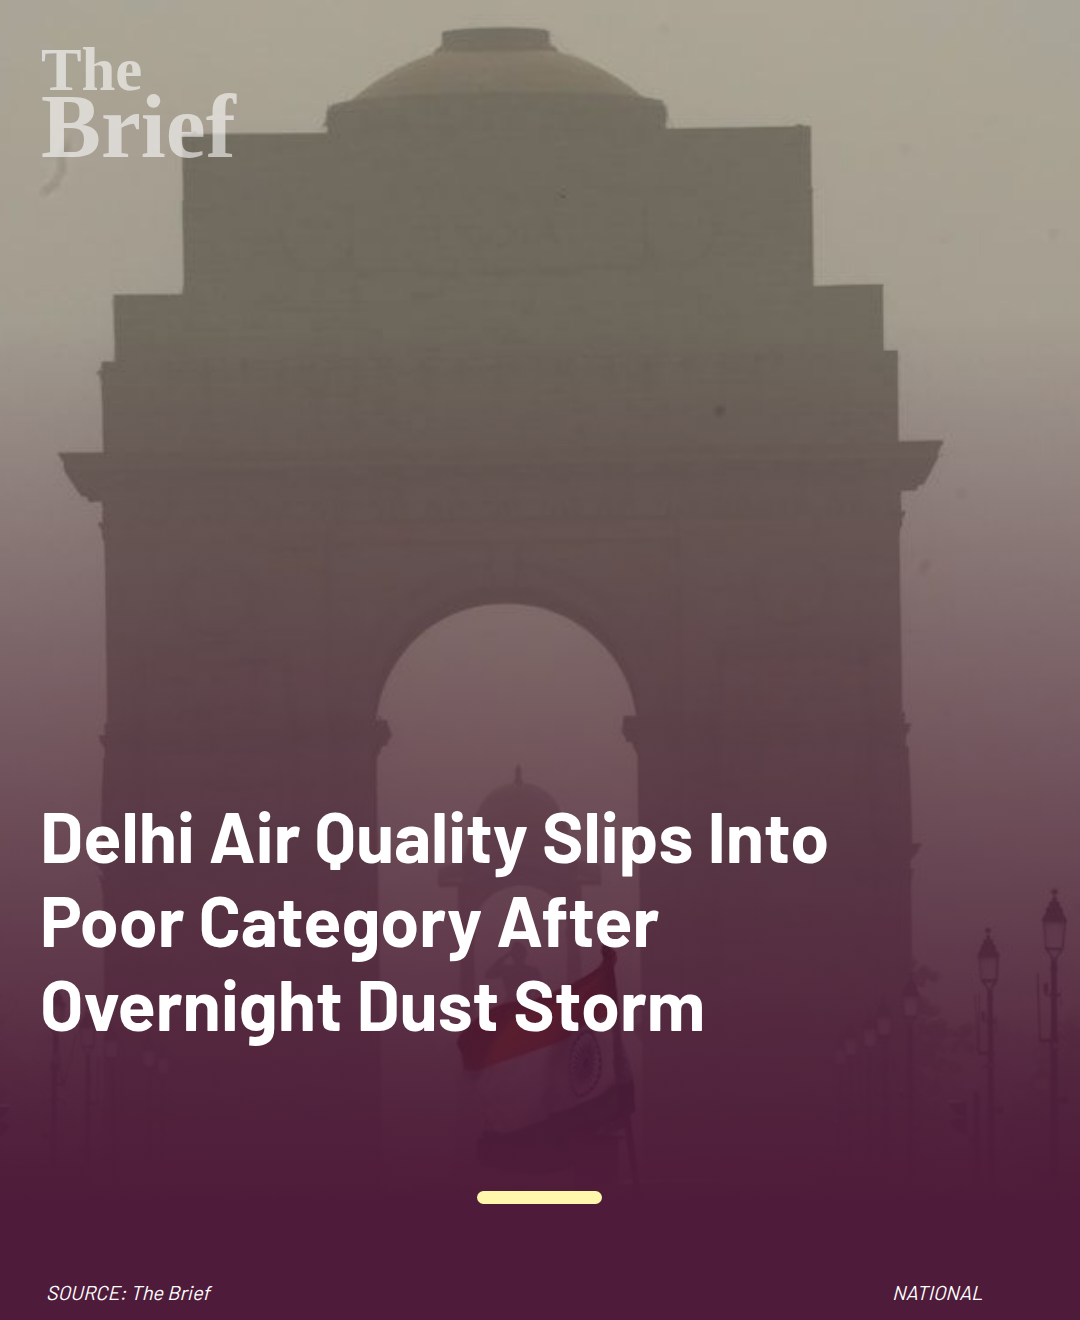 The
Brief
Delhi Air Quality Slips Into
Poor Category After
Overnight Dust Storm
SOURCE: The Brief
NATIONAL